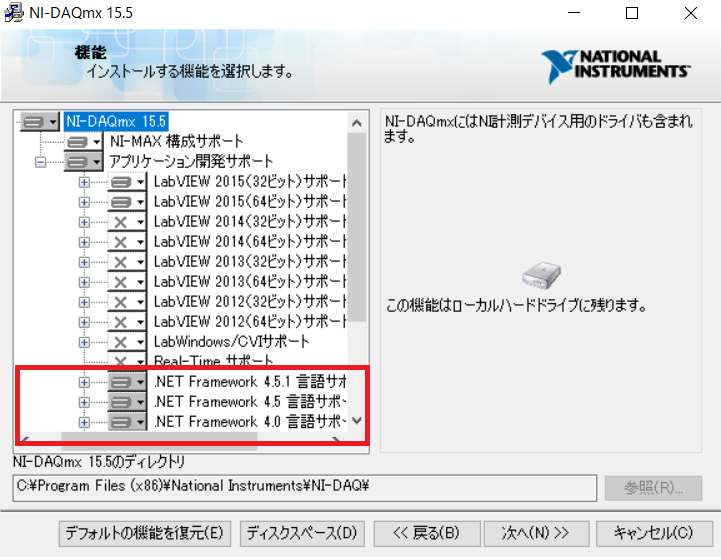 NI-DAQmx 15.5
機能
インストールする機能を選択します。
NATIONAL
INSTRUMENTS™
NI-DAQmx 15.5
NI-MAX 構成サポート
アプリケーション開発サポート
LabVIEW 2015(32ビット)サポート
LabVIEW 2015(64ビット)サポート
LabVIEW 2014(32ビット)サポート
LabVIEW 2014(64ビット)サポート
LabVIEW 2013(32ビット)サポート
LabVIEW 2013(64ビット)サポート
LabVIEW 2012(32ビット)サポート
LabVIEW 2012(64ビット)サポート
LabWindows/CVIサポート
Real-Time サポート
.NET Framework 4.5.1 言語サポ
.NET Framework 4.5 言語サポー
.NET Framework 4.0 言語サポー
NI-DAQmxにはNI計測デバイス用のドライバも含まれ
ます。
この機能はローカルハードドライブに残ります。
NI-DAQmx 15.5のディレクトリ
C:¥Program Files (x86)¥National Instruments¥NI-DAQ¥
参照(R)...
デフォルトの機能を復元(E)
ディスクスペース(D)
<< 戻る(B)
次へ(N) >>
キャンセル(C)